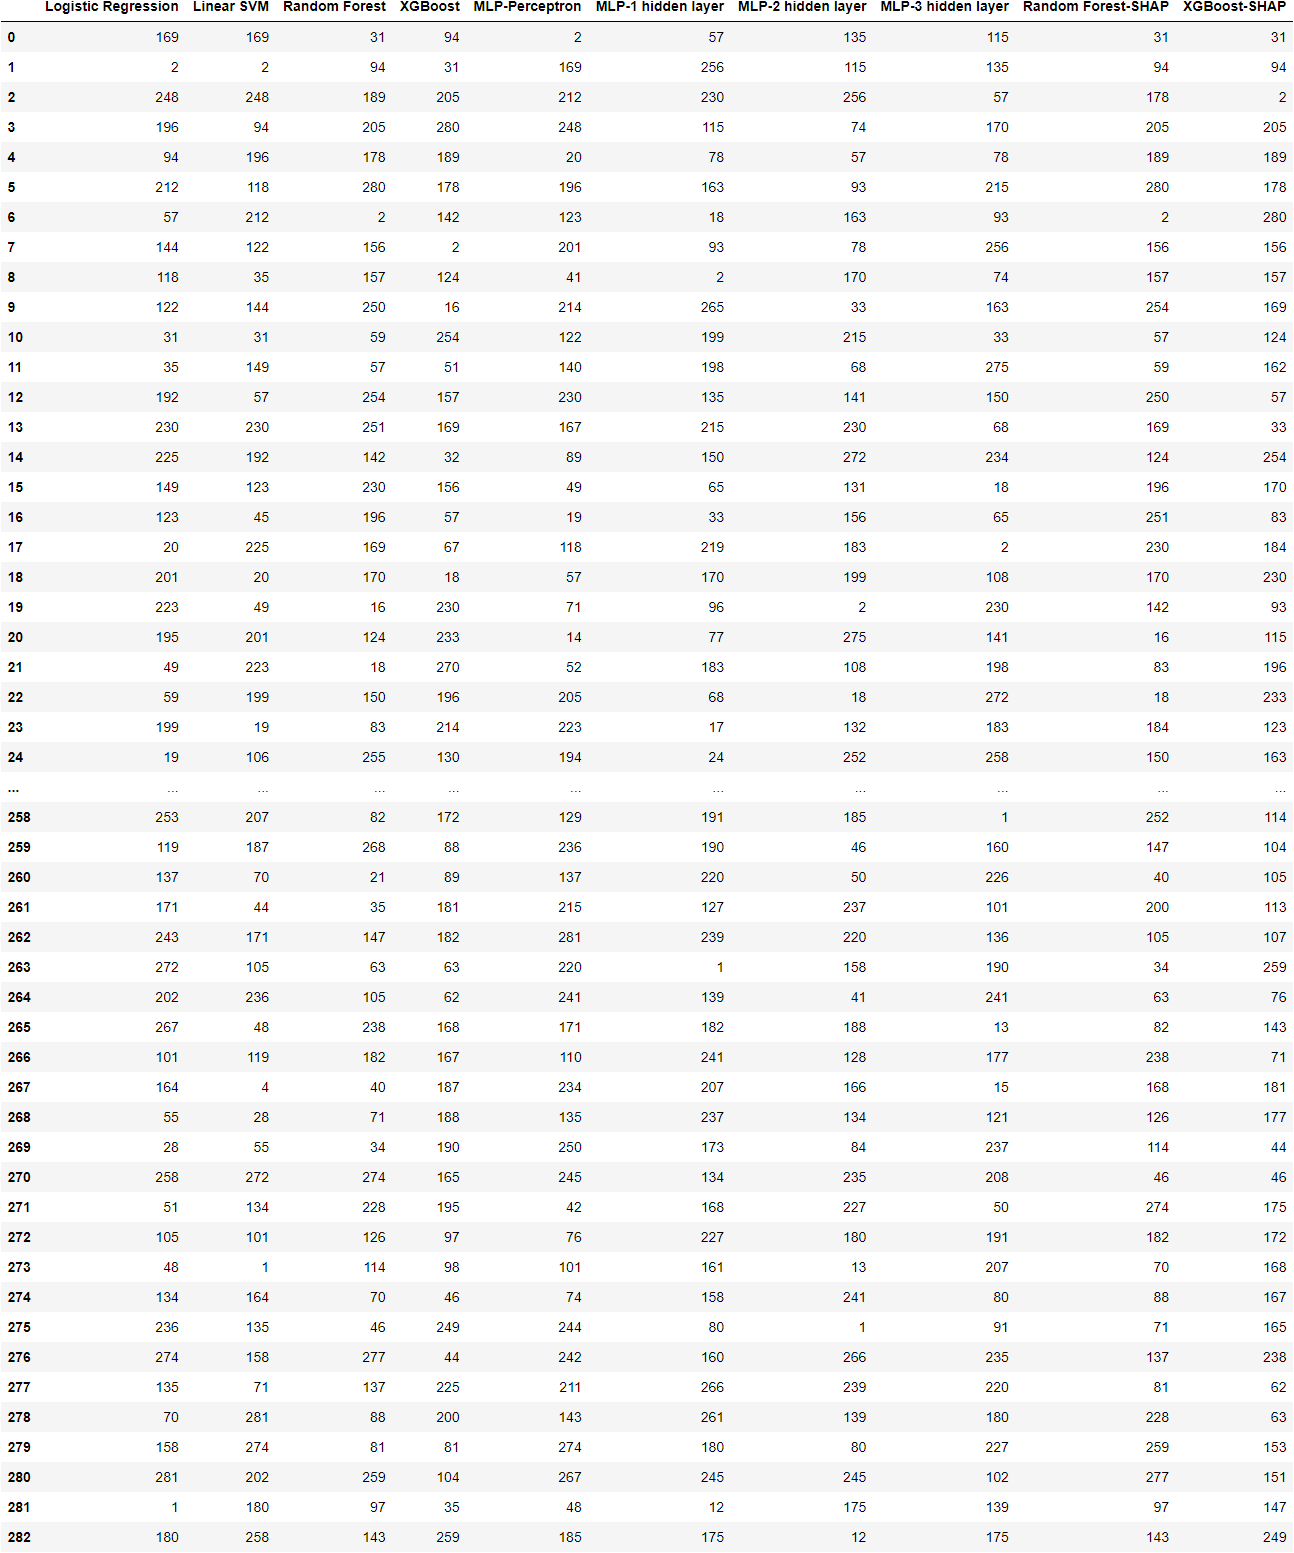 Logistic Regression Linear SVM Random Forest XGBoost MLP-Perceptron MLP-1 hidden layer MLP-2 hidden layer MLP-3 hidden layer Random Forest-SHAP XGBoost-SHAP
0 169 169 31 94 2 57 135 115 31 31
1 2 2 94 31 169 256 115 135 94 94
2 248 248 189 205 212 230 256 57 178 2
3 196 94 205 280 248 115 74 170 205 205
4 94 196 178 189 20 78 57 78 189 189
5 212 118 280 178 196 163 93 215 280 178
6 57 212 2 142 123 18 163 93 2 280
7 144 122 156 2 201 93 78 256 156 156
8 118 35 157 124 41 2 170 74 157 157
9 122 144 250 16 214 265 33 163 254 169
10 31 31 59 254 122 199 215 33 57 124
11 35 149 57 51 140 198 68 275 59 162
12 192 57 254 157 230 135 141 150 250 57
13 230 230 251 169 167 215 230 68 169 33
14 225 192 142 32 89 150 272 234 124 254
15 149 123 230 156 49 65 131 18 196 170
16 123 45 196 57 19 33 156 65 251 83
17 20 225 169 67 118 219 183 2 230 184
18 201 20 170 18 57 170 199 108 170 230
19 223 49 16 230 71 96 2 230 142 93
20 195 201 124 233 14 77 275 141 16 115
21 49 223 18 270 52 183 108 198 83 196
22 59 199 150 196 205 68 18 272 18 233
23 199 19 83 214 223 17 132 183 184 123
24 19 106 255 130 194 24 252 258 150 163
... ... ... ... ... ... ... ... ... ... ...
258 253 207 82 172 129 191 185 1 252 114
259 119 187 268 88 236 190 46 160 147 104
260 137 70 21 89 137 220 50 226 40 105
261 171 44 35 181 215 127 237 101 200 113
262 243 171 147 182 281 239 220 136 105 107
263 272 105 63 63 220 1 158 190 34 259
264 202 236 105 62 241 139 41 241 63 76
265 267 48 238 168 171 182 188 13 82 143
266 101 119 182 167 110 241 128 177 238 71
267 164 4 40 187 234 207 166 15 168 181
268 55 28 71 188 135 237 134 121 126 177
269 28 55 34 190 250 173 84 237 114 44
270 258 272 274 165 245 134 235 208 46 46
271 51 134 228 195 42 168 227 50 274 175
272 105 101 126 97 76 227 180 191 182 172
273 48 1 114 98 101 161 13 207 70 168
274 134 164 70 46 74 158 241 80 88 167
275 236 135 46 249 244 80 1 91 71 165
276 274 158 277 44 242 160 266 235 137 238
277 135 71 137 225 211 266 239 220 81 62
278 70 281 88 200 143 261 139 180 228 63
279 158 274 81 81 274 180 80 227 259 153
280 281 202 259 104 267 245 245 102 277 151
281 1 180 97 35 48 12 175 139 97 147
282 180 258 143 259 185 175 12 175 143 249